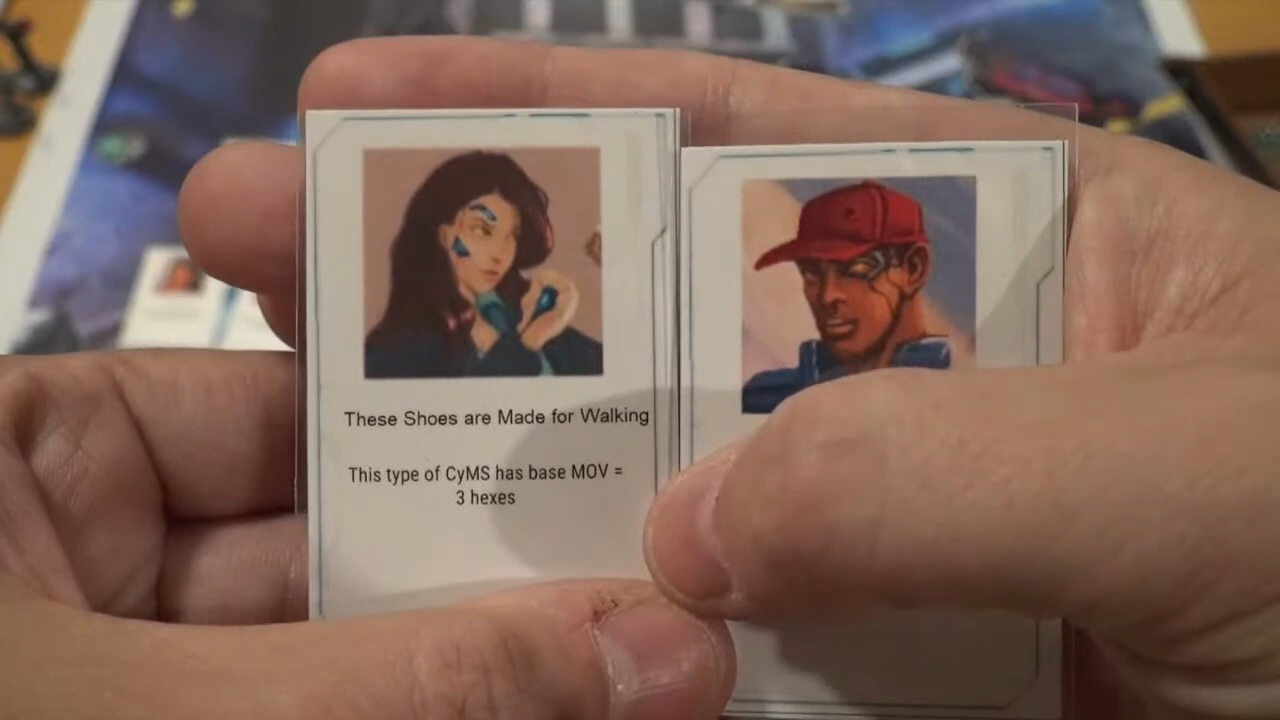 These Shoes are Made for Walking
This type of CyMS has base MOV =
3 hexes